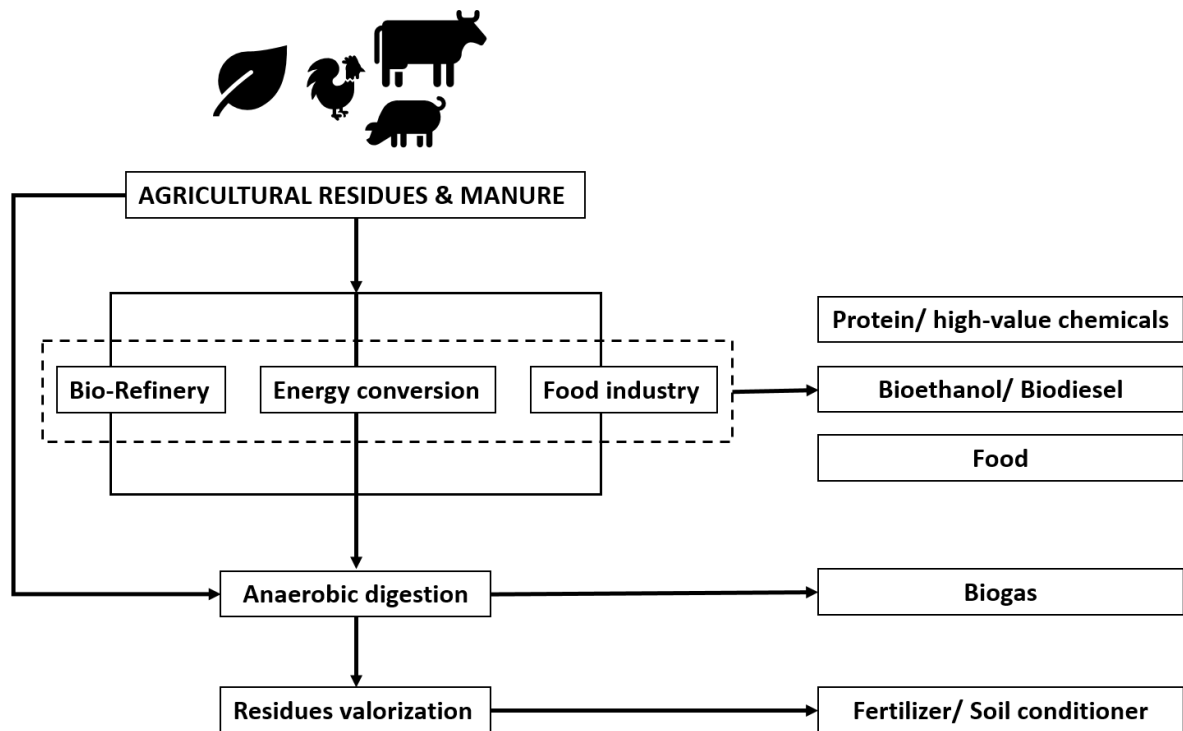 AGRICULTURAL RESIDUES & MANURE
Protein/ high-value chemicals
Bio-Refinery
Energy conversion
Food industry
Bioethanol/ Biodiesel
Food
Anaerobic digestion
Biogas
Residues valorization
Fertilizer/ Soil conditioner